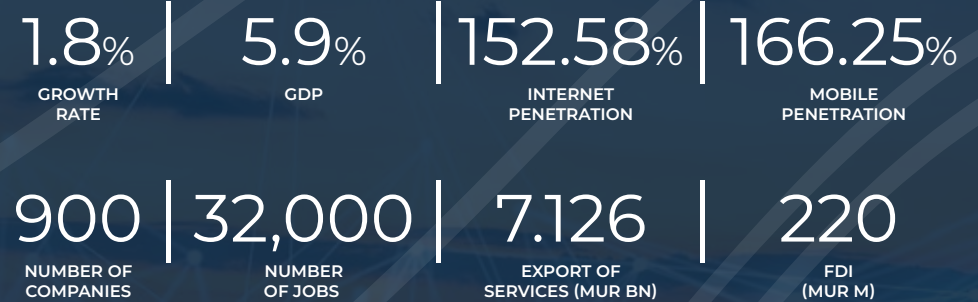 1.8%
GROWTH
RATE
5.9%
GDP
152.58%
INTERNET
PENETRATION
166.25%
MOBILE
PENETRATION
900
NUMBER OF
COMPANIES
32,000
NUMBER
OF JOBS
7.126
EXPORT OF
SERVICES (MUR BN)
220
FDI
(MUR M)